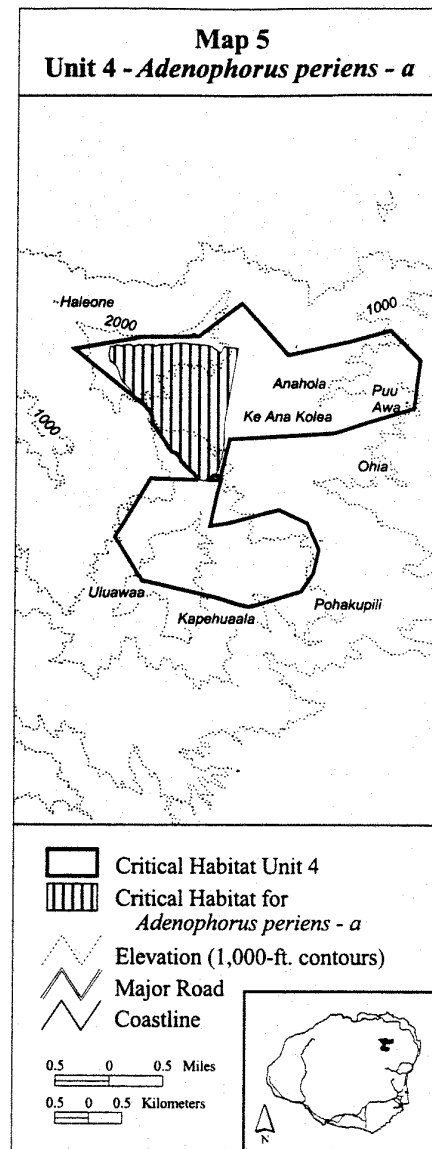 Map 5
Unit 4 - Adenophorus periens - a
Haleone
2000
1000
Anahola
Puu
Awa
Ke Ana Kolea
1000
Ohia
Uluawaa
Pohakupili
Kapehuaala
Critical Habitat Unit 4
Critical Habitat for
Adenophorus periens - a
Elevation (1,000-ft. contours)
Major Road
Coastline
0.5 0 0.5 Miles
0.5 0 0.5 Kilometers
N